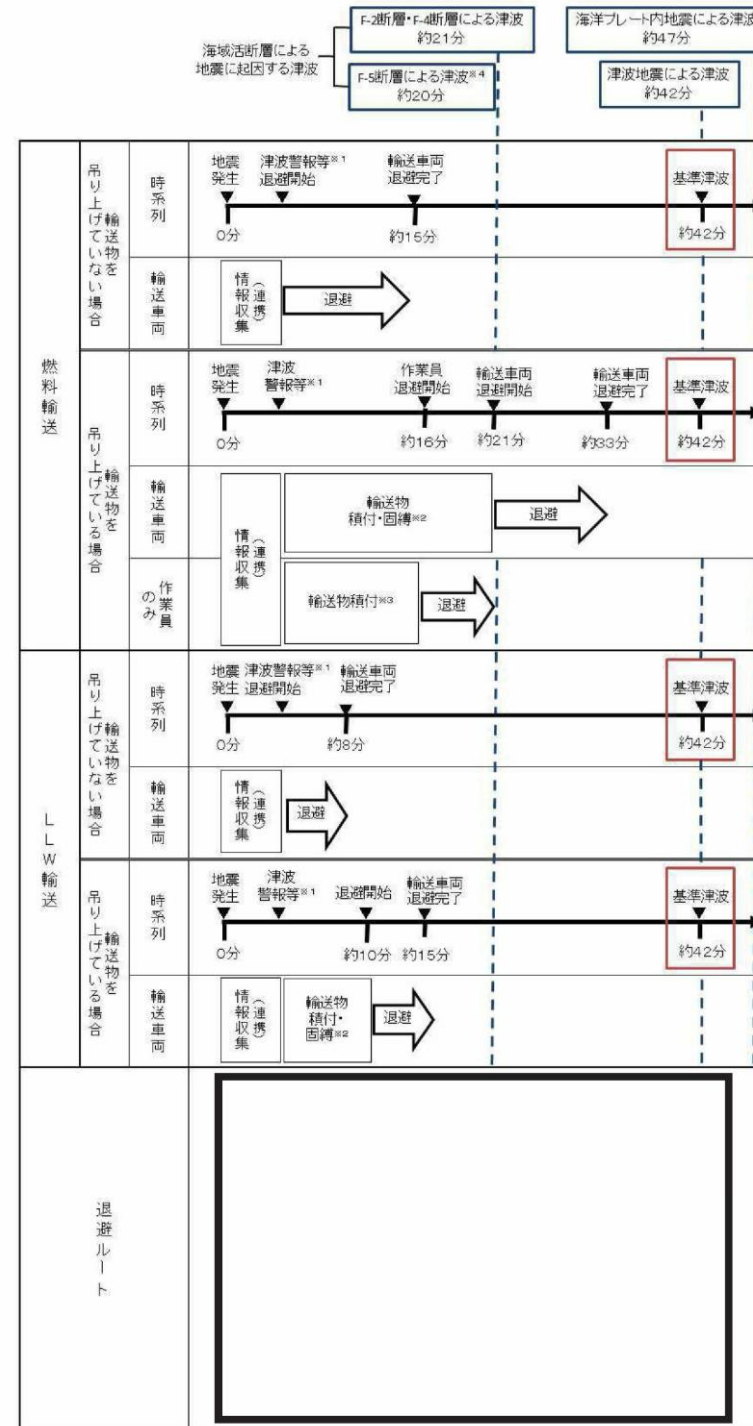 海域活断層による
地震に起因する津波
F-2断層・F-4断層による津波
約21分
F-5断層による津波※4
約20分
海洋プレート内地震による津波
約47分
津波地震による津波
約42分
燃料輸送
輸送物を
吊り上げていない場合
時系列
地震
発生
津波警報等※1
退避開始
輸送車両
退避完了
基準津波
0分
約15分
約42分
輸送車両
情報収集
(連携)
退避
輸送物を
吊り上げている場合
時系列
地震
発生
津波
警報等※1
作業員
退避開始
輸送車両
退避開始
輸送車両
退避完了
基準津波
0分
約16分
約21分
約33分
約42分
輸送車両
情報収集
(連携)
輸送物
積付・固縛※2
退避
作業員
のみ
輸送物積付※3
退避
LLW輸送
輸送物を
吊り上げていない場合
時系列
地震
発生
津波警報等※1
退避開始
輸送車両
退避完了
基準津波
0分
約8分
約42分
輸送車両
情報収集
(連携)
退避
輸送物を
吊り上げている場合
時系列
地震
発生
津波
警報等※1
退避開始
輸送車両
退避完了
基準津波
0分
約10分
約15分
約42分
輸送車両
情報収集
(連携)
輸送物
積付・
固縛※2
退避
退避ルート